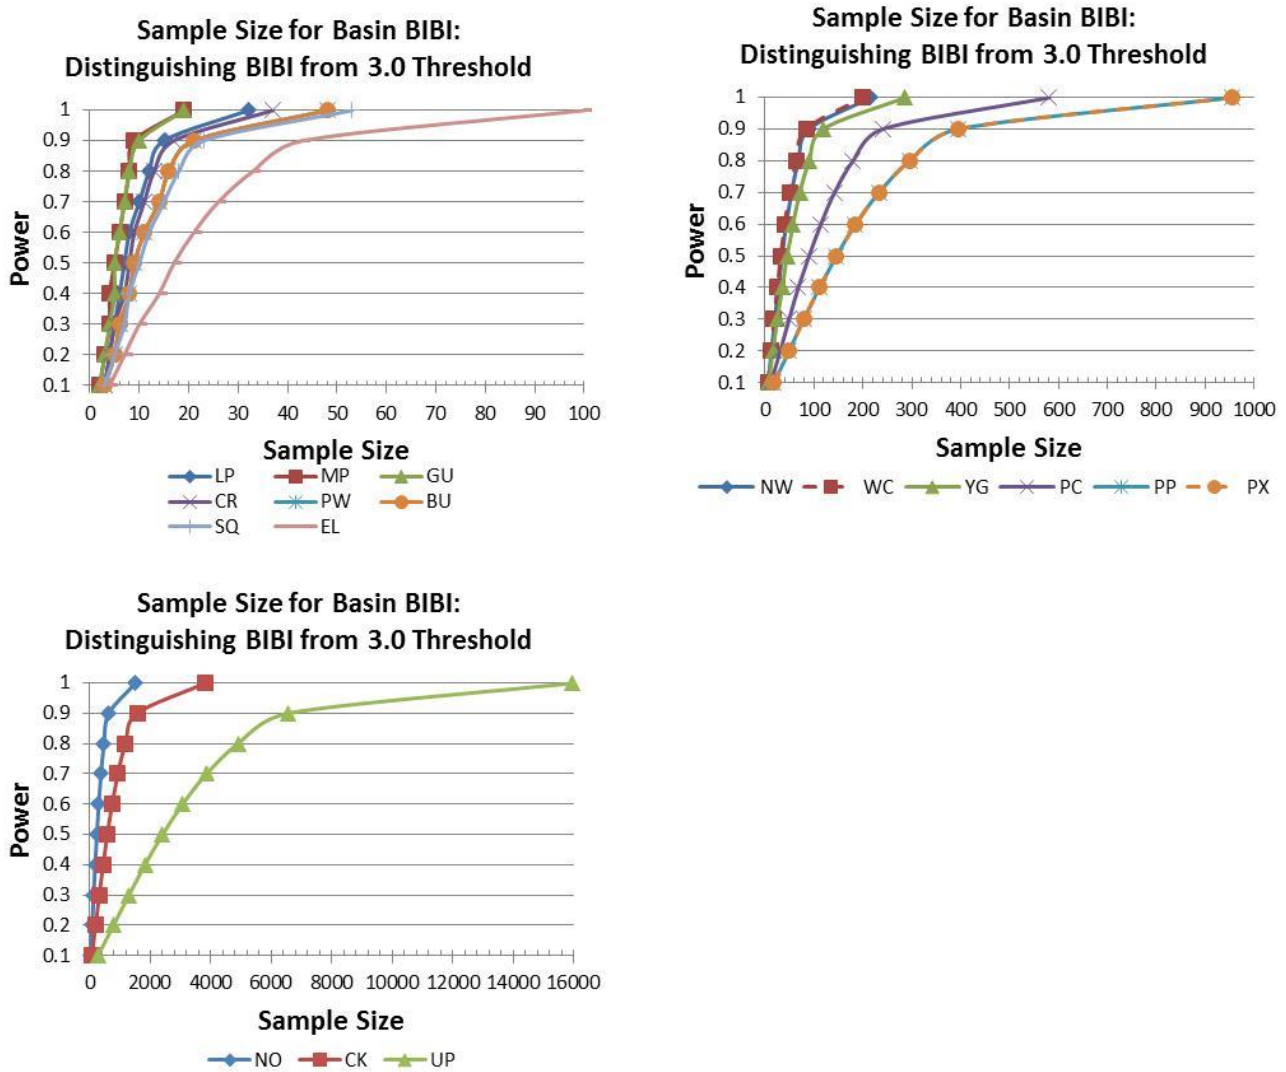 Sample Size for Basin BIBI:
Distinguishing BIBI from 3.0 Threshold
Power
1
0.9
0.8
0.7
0.6
0.5
0.4
0.3
0.2
0.1
0 10 20 30 40 50 60 70 80 90 100
Sample Size
LP MP GU
CR PW BU
SQ EL
Sample Size for Basin BIBI:
Distinguishing BIBI from 3.0 Threshold
Power
1
0.9
0.8
0.7
0.6
0.5
0.4
0.3
0.2
0.1
0 100 200 300 400 500 600 700 800 900 1000
Sample Size
NW WC YG PC PP PX
Sample Size for Basin BIBI:
Distinguishing BIBI from 3.0 Threshold
Power
1
0.9
0.8
0.7
0.6
0.5
0.4
0.3
0.2
0.1
0 2000 4000 6000 8000 10000 12000 14000 16000
Sample Size
NO CK UP